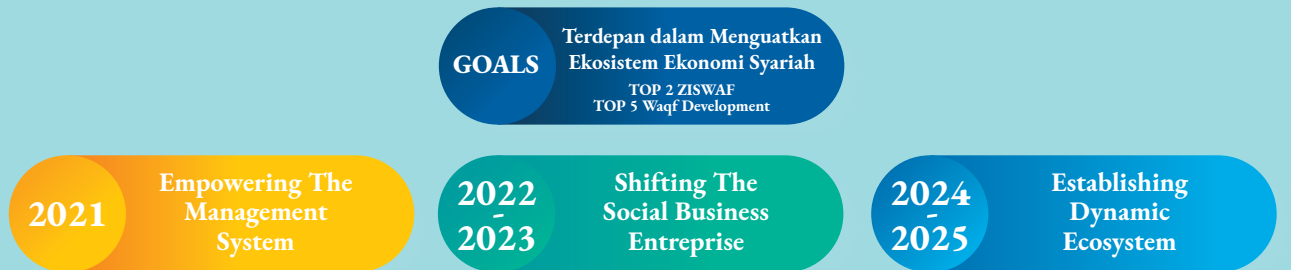 GOALS
Terdepan dalam Menguatkan
Ekosistem Ekonomi Syariah
TOP 2 ZISWAF
TOP 5 Waqf Development
2021
Empowering The
Management
System
2022
-
2023
Shifting The
Social Business
Entreprise
2024
-
2025
Establishing
Dynamic
Ecosystem